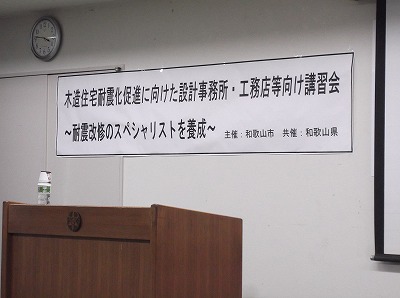 木造住宅耐震化促進に向けた設計事務所・工務店等向け講習会
～耐震改修のスペシャリストを養成～ 主催：和歌山市 共催：和歌山県